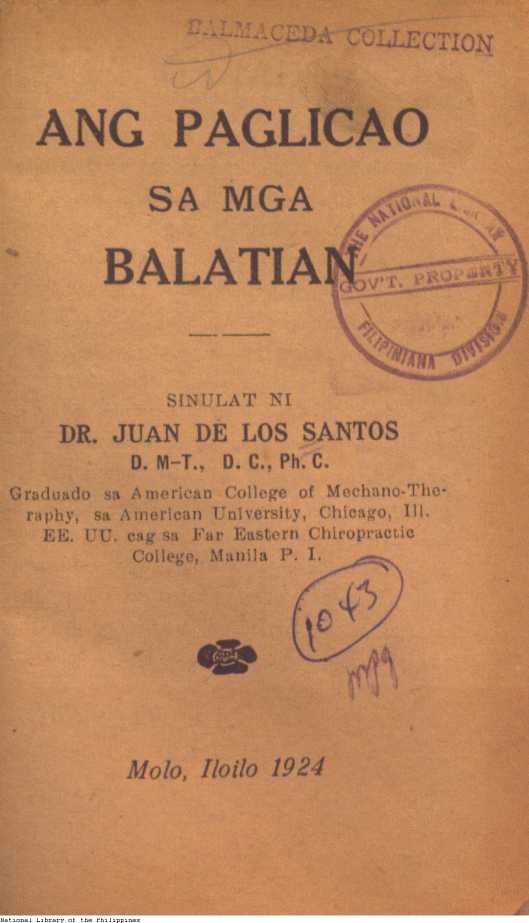 BALMACEDA COLLECTION
ANG PAGLICAO
SA MGA
BALATIAN
THE NATIONAL
GOV'T. PROPERTY
FILIPINIANA DIVISION
SINULAT NI
DR. JUAN DE LOS SANTOS
D. M-T., D. C., Ph. C.
Graduado sa American College of Mechano-The-
raphy, sa American University, Chicago, Ill.
EE. UU. cag sa Far Eastern Chiropractic
College, Manila P. I.
1043
Molo, Iloilo 1924
National Library of the Philippines